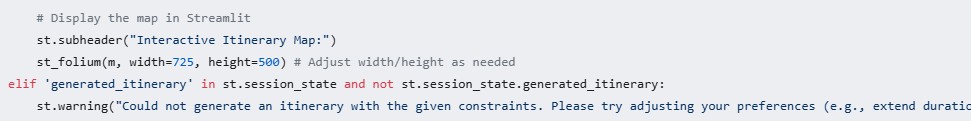 # Display the map in Streamlit
st.subheader("Interactive Itinerary Map:")
st_folium(m, width=725, height=500) # Adjust width/height as needed
elif 'generated_itinerary' in st.session_state and not st.session_state.generated_itinerary:
st.warning("Could not generate an itinerary with the given constraints. Please try adjusting your preferences (e.g., extend